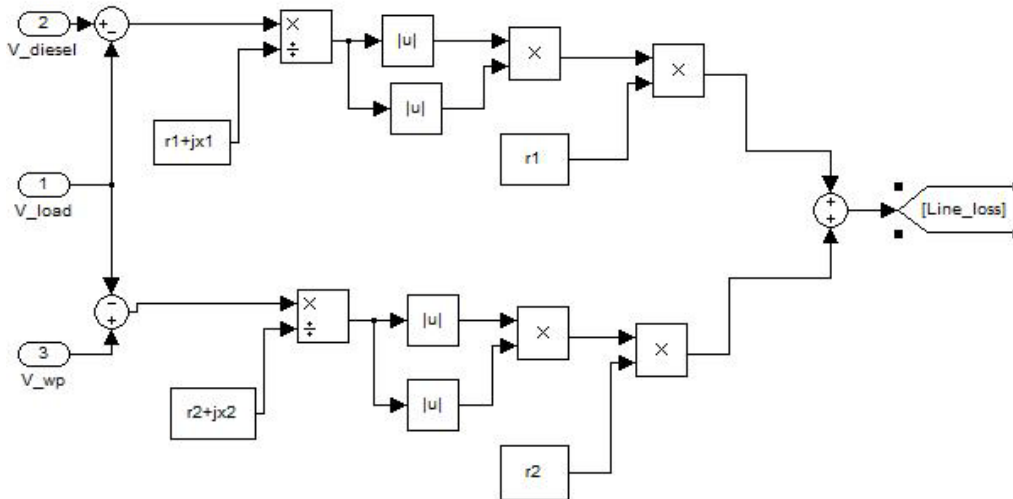 2
V_diesel
+
−
×
÷
|u|
|u|
×
×
r1+jx1
r1
1
V_load
+
+
[Line_loss]
−
+
×
÷
|u|
|u|
×
×
3
V_wp
r2+jx2
r2